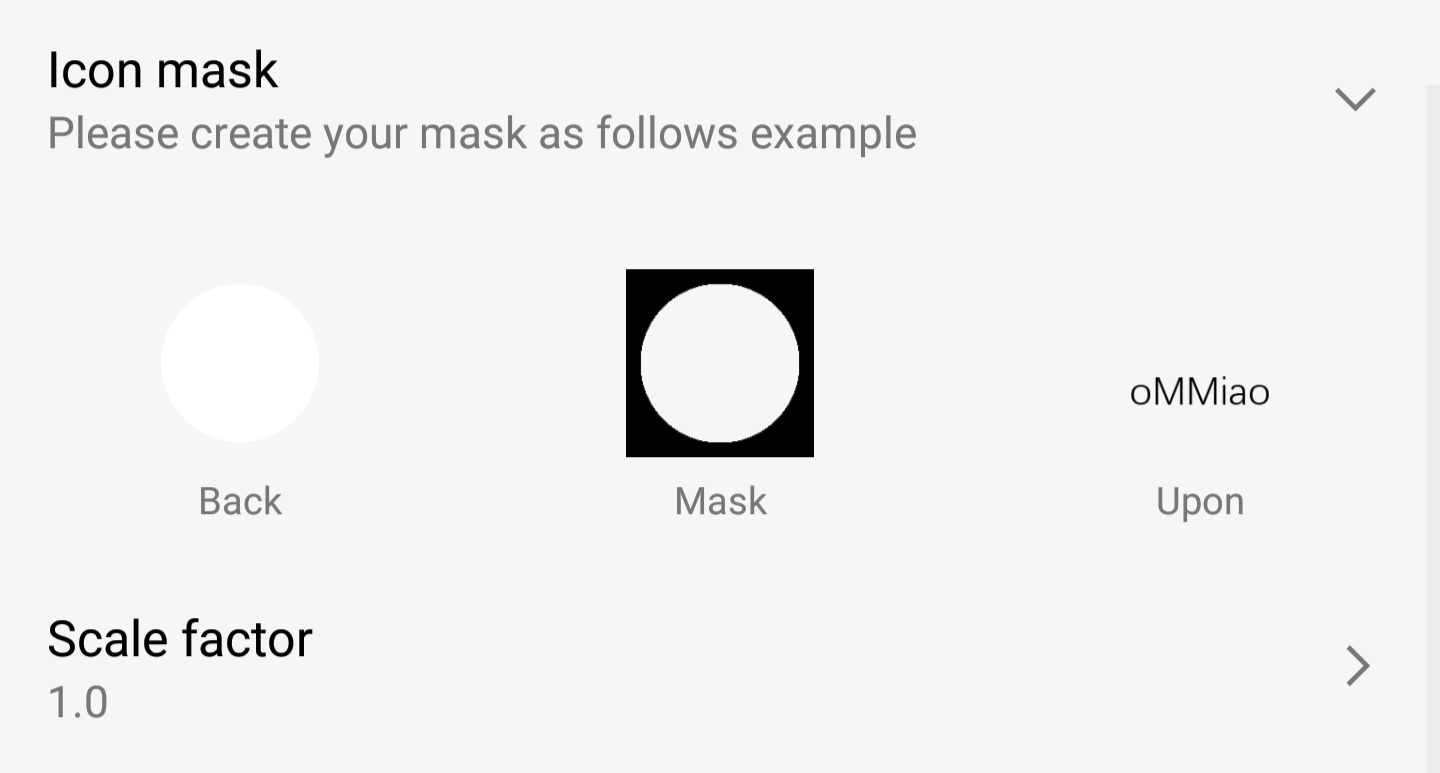 Icon mask
Please create your mask as follows example
oMMiao
Back
Mask
Upon
Scale factor
1.0